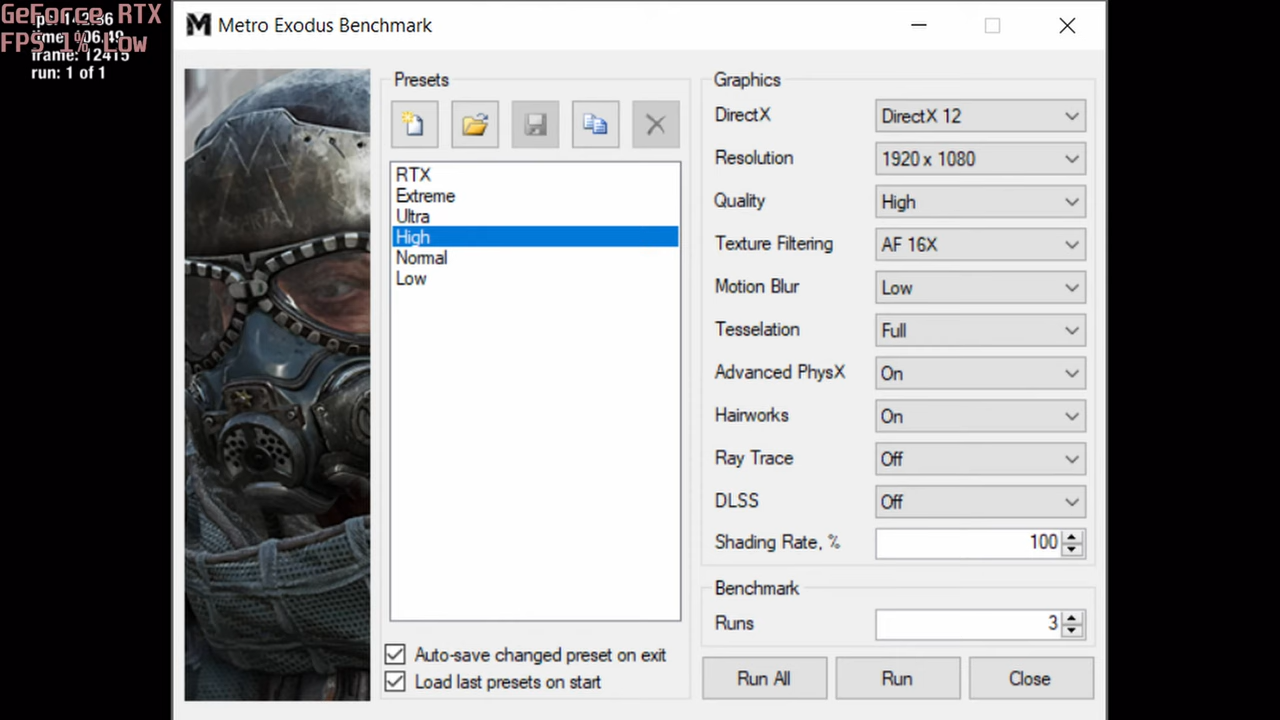 GeForce RTX
FPS 1% Low
frame: 12415
run: 1 of 1
Metro Exodus Benchmark
Presets
RTX
Extreme
Ultra
High
Normal
Low
Auto-save changed preset on exit
Load last presets on start
Graphics
DirectX DirectX 12
Resolution 1920 x 1080
Quality High
Texture Filtering AF 16X
Motion Blur Low
Tesselation Full
Advanced PhysX On
Hairworks On
Ray Trace Off
DLSS Off
Shading Rate, % 100
Benchmark
Runs 3
Run All Run Close